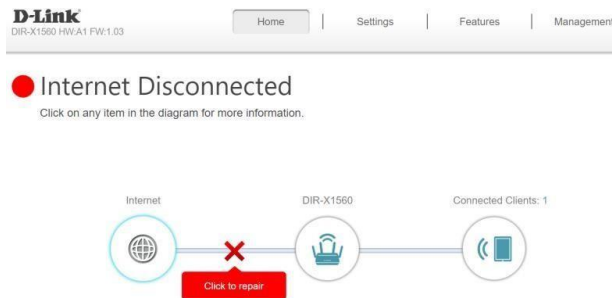 D-Link
DIR-X1560 HW:A1 FW:1.03
Home Settings Features Management
Internet Disconnected
Click on any item in the diagram for more information.
Internet DIR-X1560 Connected Clients: 1
Click to repair